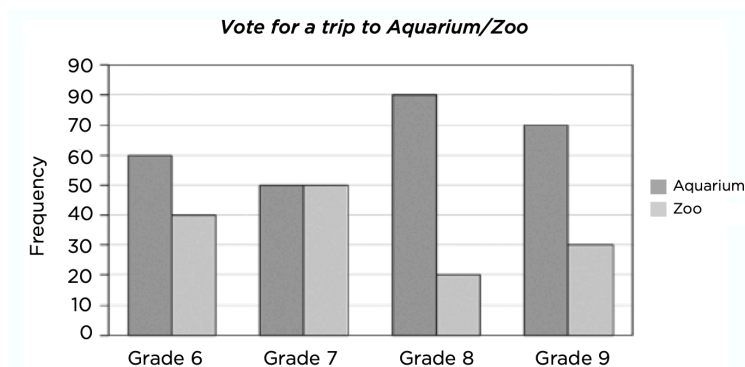 Vote for a trip to Aquarium/Zoo
90
90
70
60
50
40
30
20
10
0
Frequency
Grade 6
Grade 7
Grade 8
Grade 9
Aquarium
Zoo